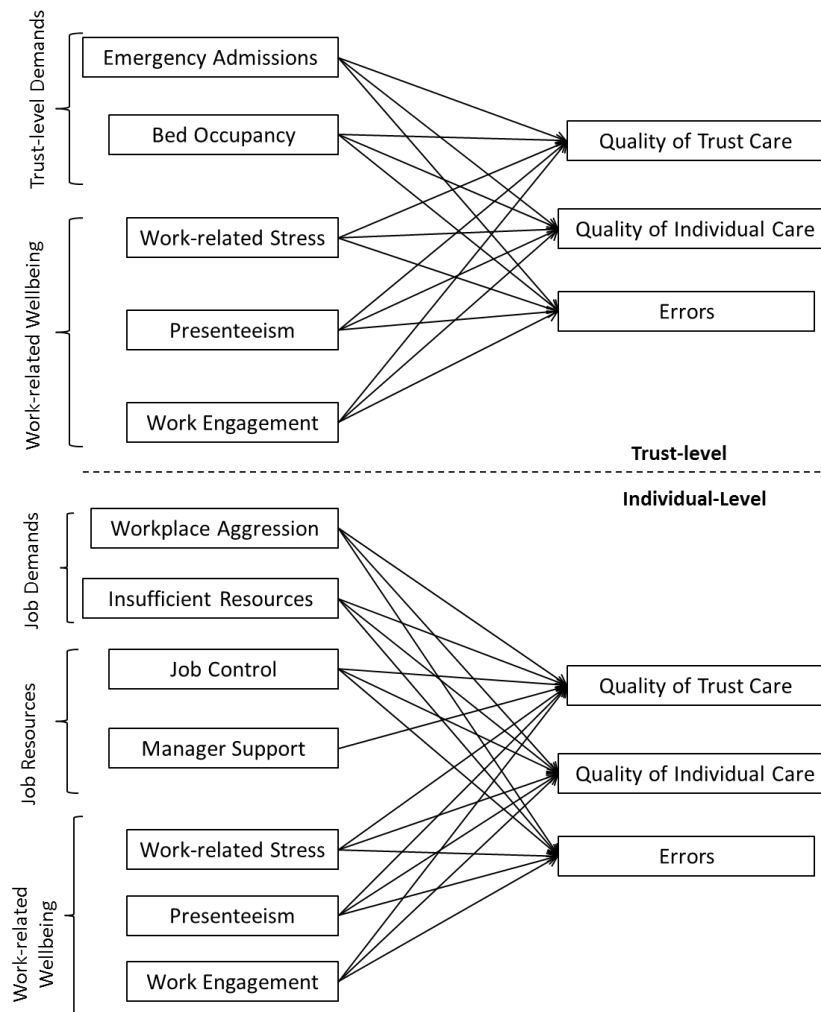 Trust-level Demands
Emergency Admissions
Bed Occupancy
Work-related Wellbeing
Work-related Stress
Presenteeism
Work Engagement
Quality of Trust Care
Quality of Individual Care
Errors
Trust-level
Individual-Level
Job Demands
Workplace Aggression
Insufficient Resources
Job Resources
Job Control
Manager Support
Work-related
Wellbeing
Work-related Stress
Presenteeism
Work Engagement
Quality of Trust Care
Quality of Individual Care
Errors